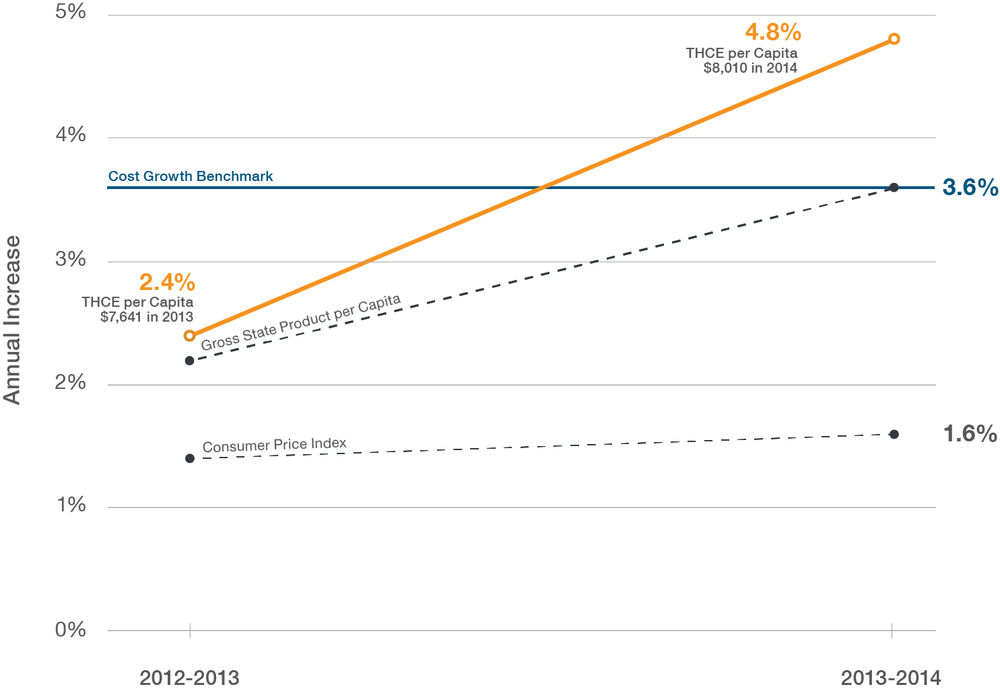 5%
4.8%
THCE per Capita
$8,010 in 2014
4%
Cost Growth Benchmark
3.6%
Annual Increase
3%
2.4%
THCE per Capita
$7,641 in 2013
Gross State Product per Capita
2%
Consumer Price Index
1.6%
1%
0%
2012-2013
2013-2014